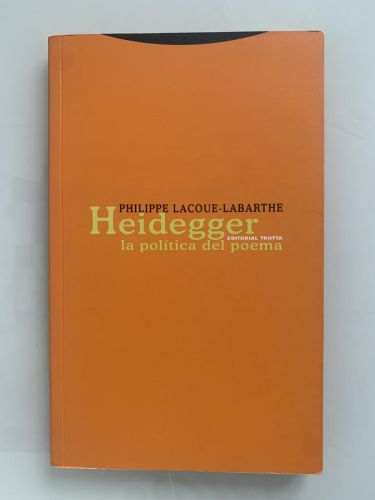 PHILIPPE LACOUE-LABARTHE
Heidegger
EDITORIAL TROTTA
la política del poema